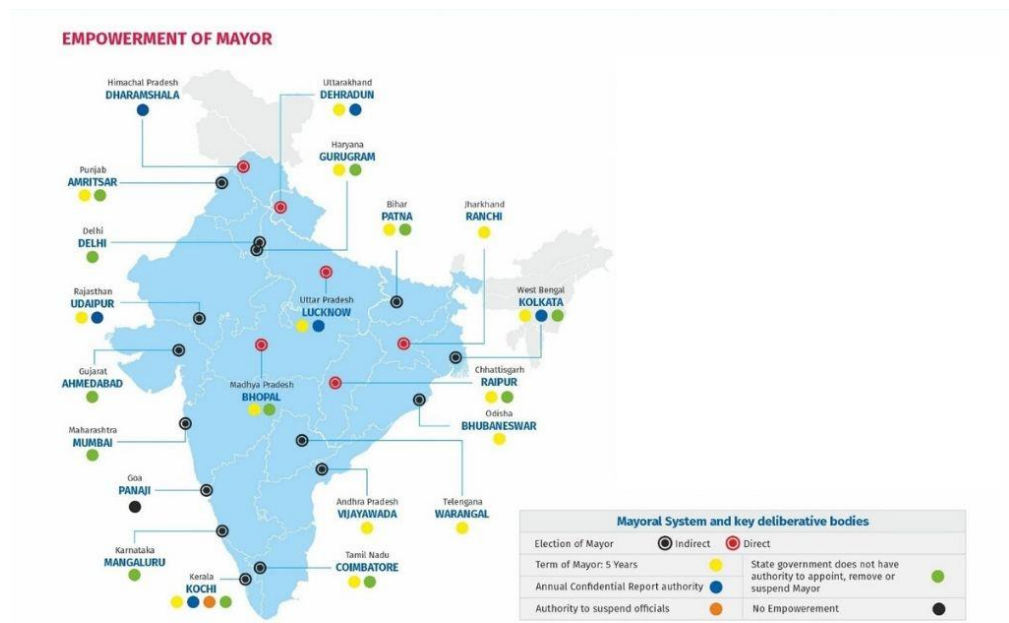 EMPOWERMENT OF MAYOR
Himachal Pradesh
DHARAMSHALA
Uttarakhand
DEHRADUN
Haryana
GURUGRAM
Punjab
AMRITSAR
Bihar
PATNA
Jharkhand
RANCHI
Delhi
DELHI
Rajasthan
UDAIPUR
Uttar Pradesh
LUCKNOW
West Bengal
KOLKATA
Gujarat
AHMEDABAD
Madhya Pradesh
BHOPAL
Chhattisgarh
RAIPUR
Odisha
BHUBANESWAR
Maharashtra
MUMBAI
Goa
PANAJI
Andhra Pradesh
VIJAYAWADA
Telengana
WARANGAL
Karnataka
MANGALURU
Kerala
KOCHI
Tamil Nadu
COIMBATORE
Mayoral System and key deliberative bodies
Election of Mayor Indirect Direct
Term of Mayor: 5 Years
Annual Confidential Report authority
Authority to suspend officials
State government does not have
authority to appoint, remove or
suspend Mayor
No Empowerement